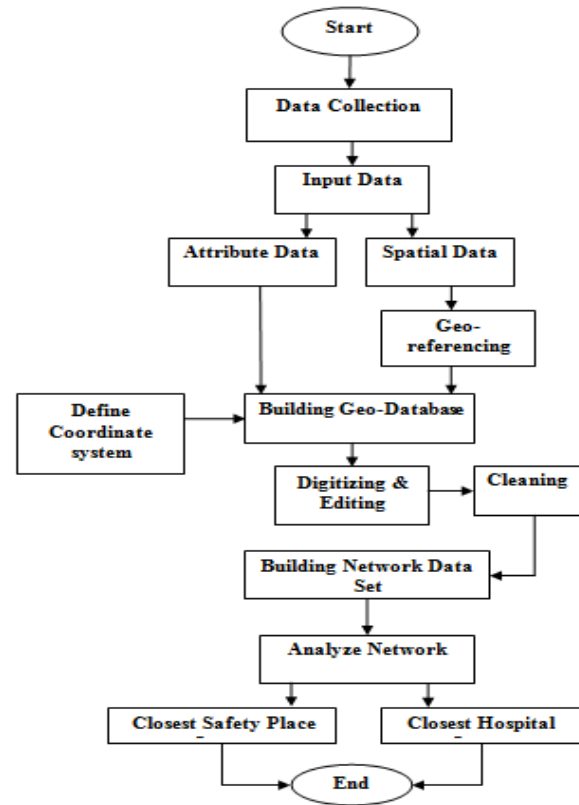 Start
Data Collection
Input Data
Attribute Data
Spatial Data
Geo-
referencing
Define
Coordinate
system
Building Geo-Database
Digitizing &
Editing
Cleaning
Building Network Data
Set
Analyze Network
Closest Safety Place
Closest Hospital
End